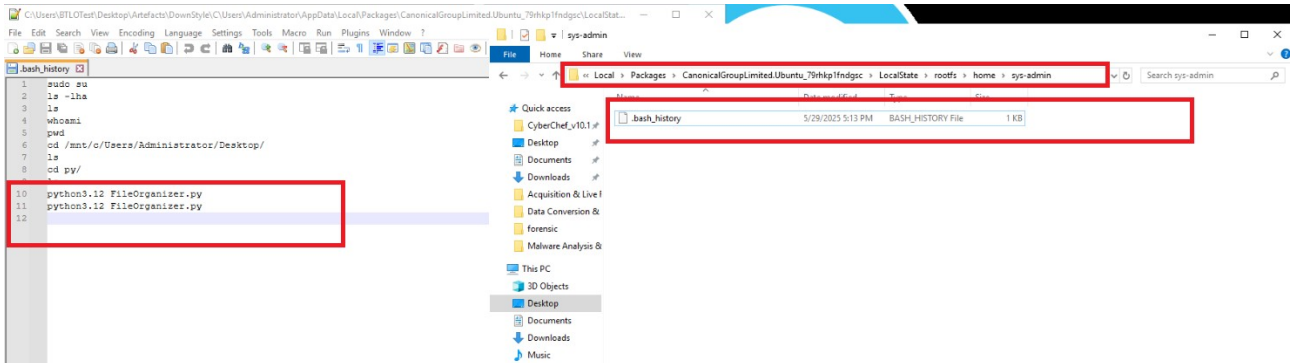 C:\Users\BTLOTest\Desktop\Artefacts\DownStyle\C\Users\Administrator\AppData\Local\Packages\CanonicalGroupLimited.Ubuntu_79rhkp1fndgsc\LocalStat...
File Edit Search View Encoding Language Settings Tools Macro Run Plugins Window ?
.bash_history
1 sudo su
2 ls -lha
3 ls
4 whoami
5 pwd
6 cd /mnt/c/Users/Administrator/Desktop/
7 ls
8 cd py/
10 python3.12 FileOrganizer.py
11 python3.12 FileOrganizer.py
12
sys-admin
File Home Share View
« Local › Packages › CanonicalGroupLimited.Ubuntu_79rhkp1fndgsc › LocalState › rootfs › home › sys-admin
Search sys-admin
Name Date modified Type Size
.bash_history 5/29/2025 5:13 PM BASH_HISTORY File 1 KB
Quick access
CyberChef_v10.1
Desktop
Documents
Downloads
Acquisition & Live F
Data Conversion &
forensic
Malware Analysis &
This PC
3D Objects
Desktop
Documents
Downloads
Music